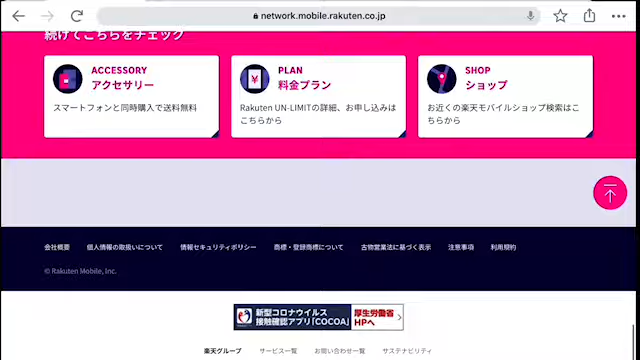 network.mobile.rakuten.co.jp
続けてこちらをチェック
ACCESSORY
アクセサリー
スマートフォンと同時購入で送料無料
PLAN
料金プラン
Rakuten UN-LIMITの詳細、お申し込みは
こちらから
SHOP
ショップ
お近くの楽天モバイルショップ検索はこ
ちらから
会社概要 個人情報の取扱いについて 情報セキュリティポリシー 商標・登録商標について 古物営業法に基づく表示 注意事項 利用規約
© Rakuten Mobile, Inc.
新型コロナウイルス
接触確認アプリ「COCOA」
厚生労働省
HPへ
楽天グループ サービス一覧 お問い合わせ一覧 サステナビリティ